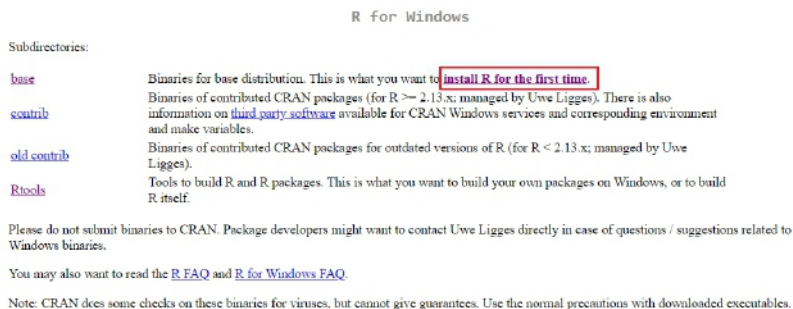 R for Windows
Subdirectories:
base Binaries for base distribution. This is what you want to install R for the first time.
Binaries of contributed CRAN packages (for R >= 2.13.x; managed by Uwe Ligges). There is also
contrib information on third party software available for CRAN Windows services and corresponding environment
and make variables.
old contrib Binaries of contributed CRAN packages for outdated versions of R (for R < 2.13.x; managed by Uwe
Ligges).
Rtools Tools to build R and R packages. This is what you want to build your own packages on Windows, or to build
R itself.
Please do not submit binaries to CRAN. Package developers might want to contact Uwe Ligges directly in case of questions / suggestions related to
Windows binaries.
You may also want to read the R FAQ and R for Windows FAQ.
Note: CRAN does some checks on these binaries for viruses, but cannot give guarantees. Use the normal precautions with downloaded executables.